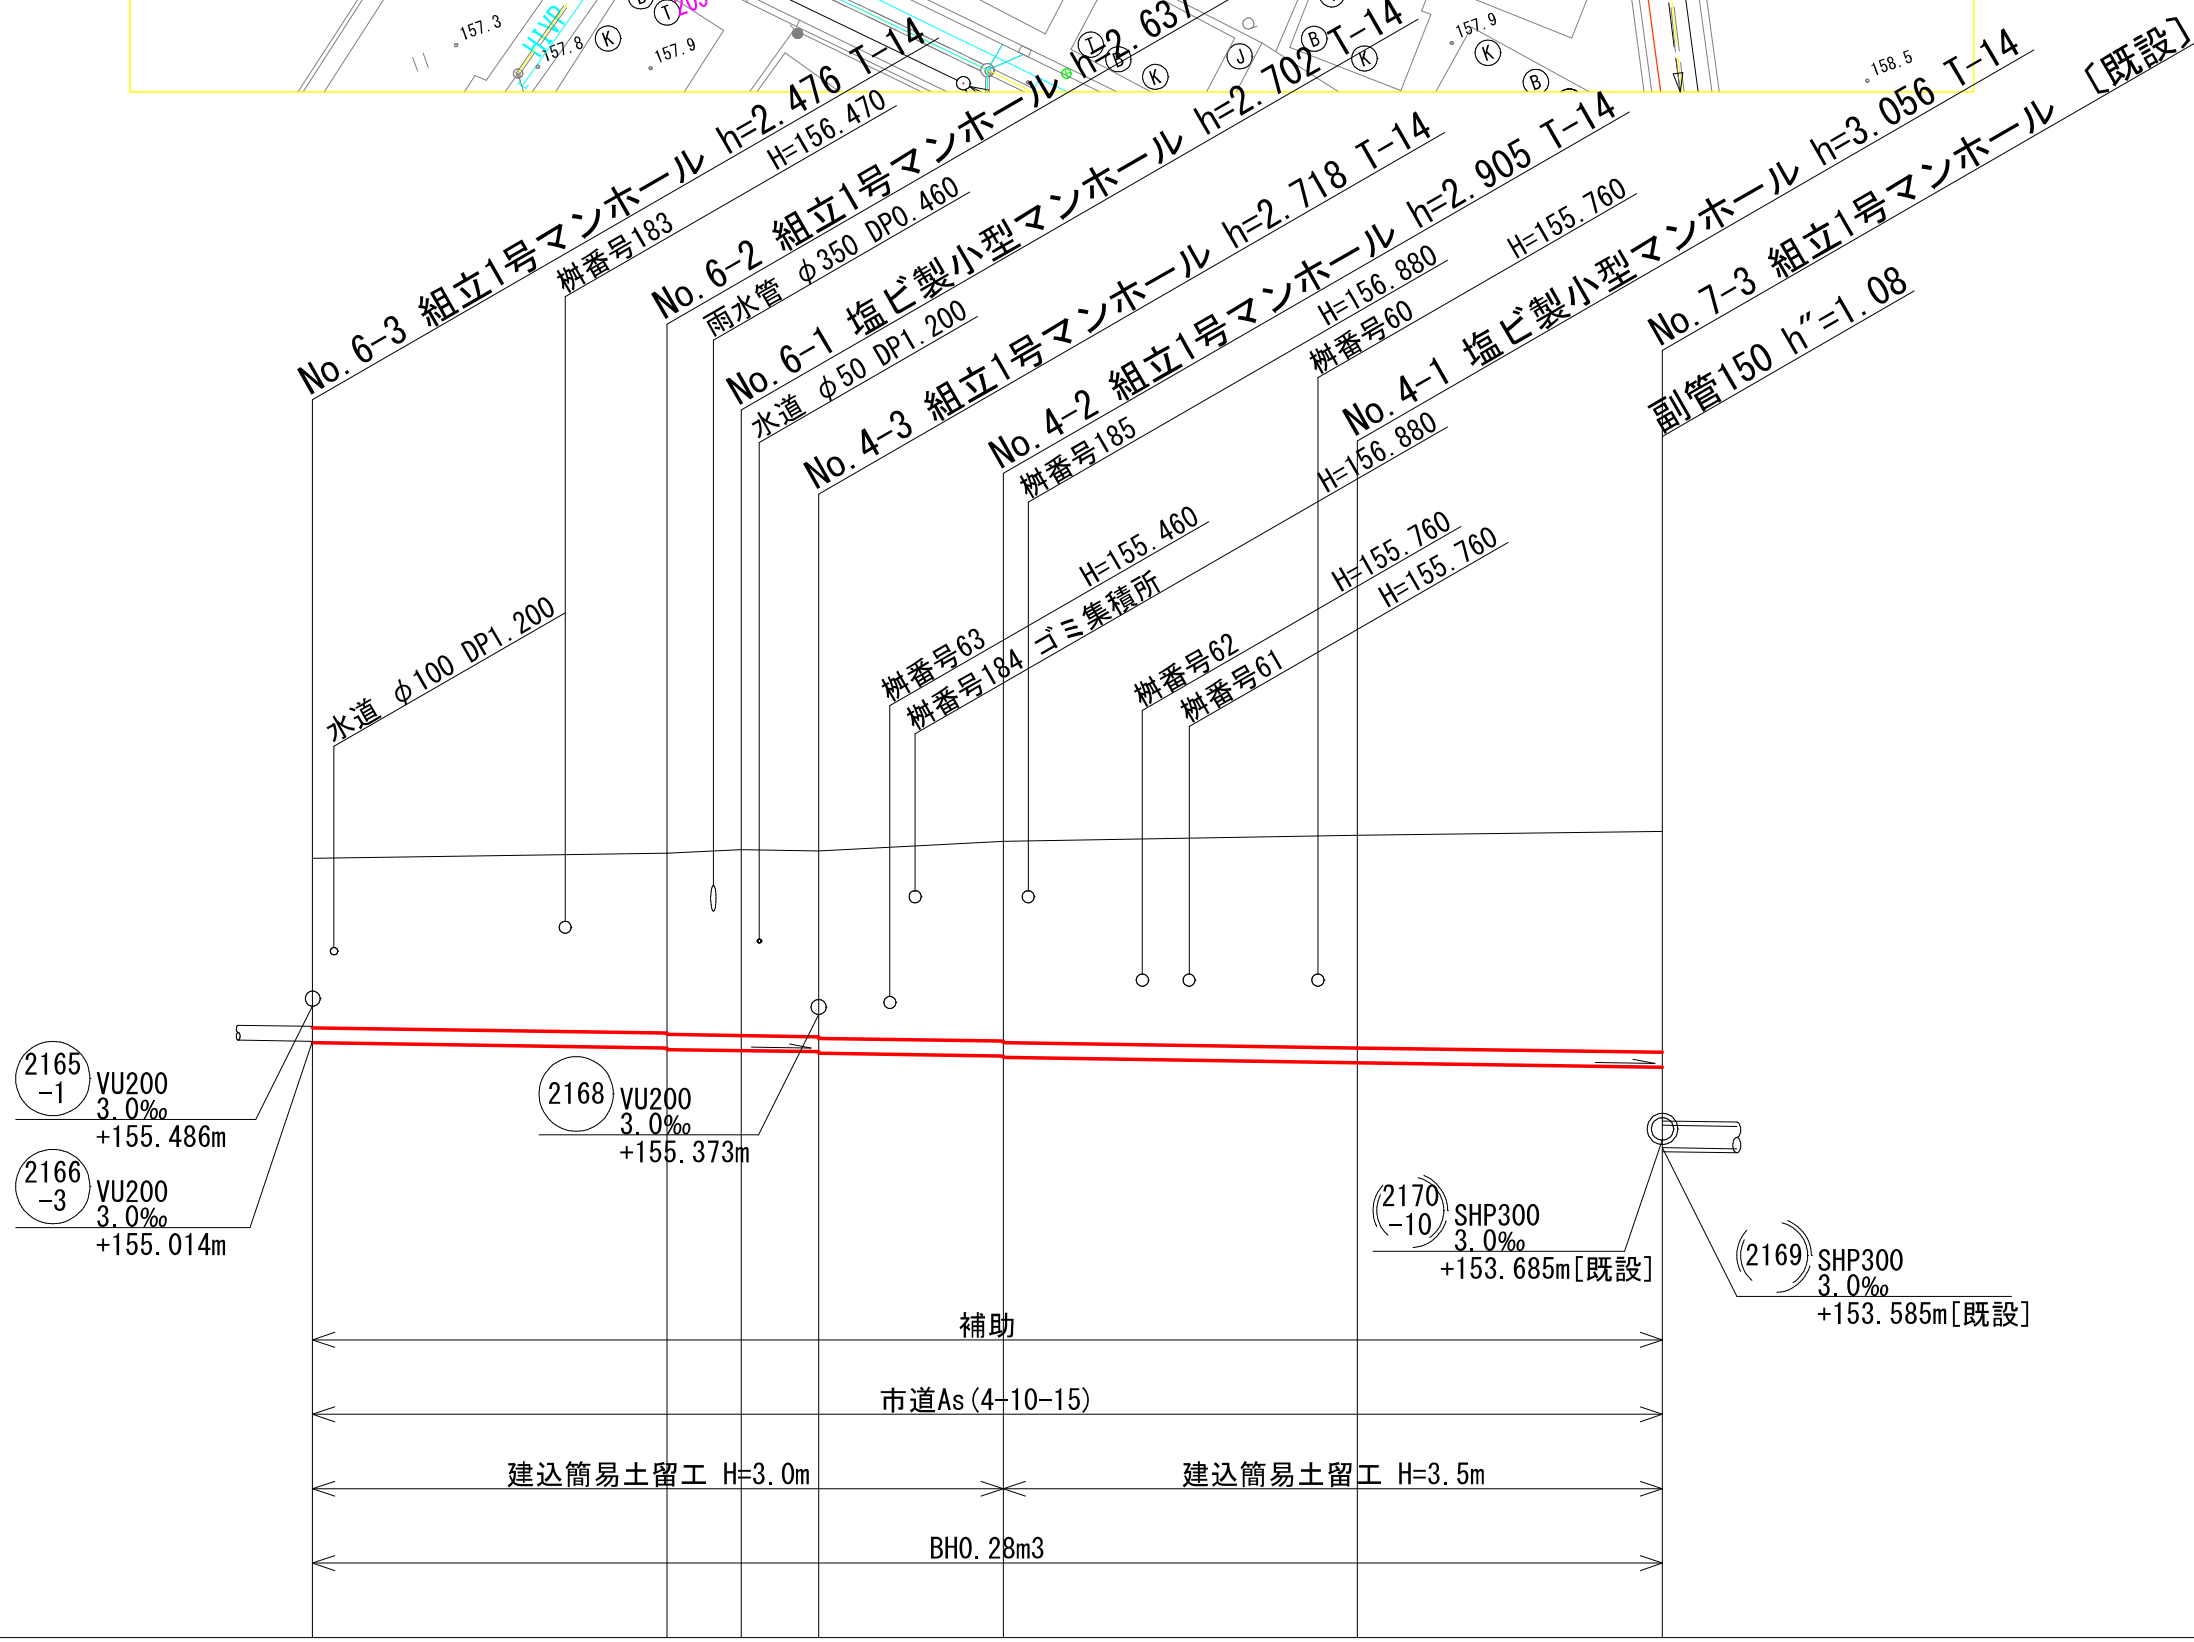 157.3
HIVP
157.8
K
157.9
T
T
B
K
J
B
K
157.9
K
B
158.5
No.6-3 組立1号マンホール h=2.476 T-14
桝番号183 H=156.470
No.6-2 組立1号マンホール h=2.637
雨水管 φ350 DP0.460
No.6-1 塩ビ製小型マンホール h=2.702 T-14
水道 φ50 DP1.200
No.4-3 組立1号マンホール h=2.718 T-14
No.4-2 組立1号マンホール h=2.905 T-14
桝番号185 H=156.880
桝番号60 H=155.760
No.4-1 塩ビ製小型マンホール h=3.056 T-14
No.7-3 組立1号マンホール 〔既設〕
副管150 h"=1.08
水道 φ100 DP1.200
桝番号63 H=155.460
桝番号184 ゴミ集積所 H=156.880
桝番号62 H=155.760
桝番号61 H=155.760
2165
-1
VU200
3.0‰
+155.486m
2166
-3
VU200
3.0‰
+155.014m
2168
VU200
3.0‰
+155.373m
2170
-10
SHP300
3.0‰
+153.685m[既設]
2169
SHP300
3.0‰
+153.585m[既設]
補助
市道As(4-10-15)
建込簡易土留工 H=3.0m
建込簡易土留工 H=3.5m
BH0.28m3